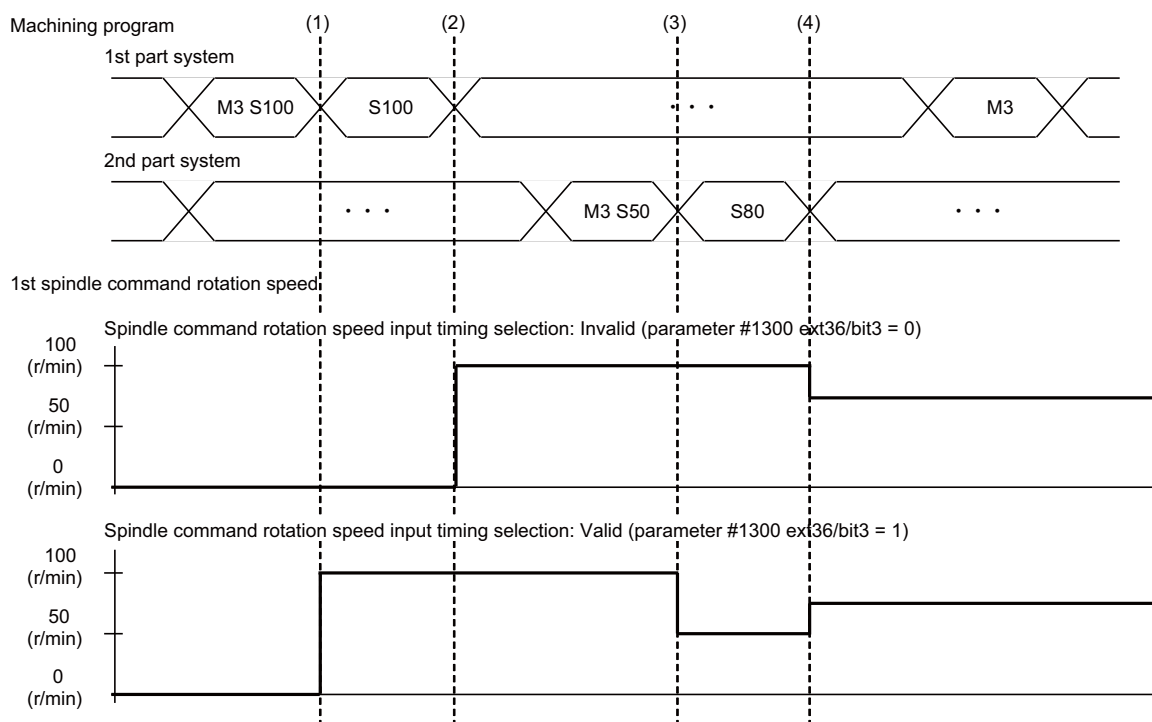 Machining program
(1) (2) (3) (4)
1st part system
M3 S100 S100 · · · M3
2nd part system
· · · M3 S50 S80 · · ·
1st spindle command rotation speed
Spindle command rotation speed input timing selection: Invalid (parameter #1300 ext36/bit3 = 0)
100
(r/min)
50
(r/min)
0
(r/min)
Spindle command rotation speed input timing selection: Valid (parameter #1300 ext36/bit3 = 1)
100
(r/min)
50
(r/min)
0
(r/min)